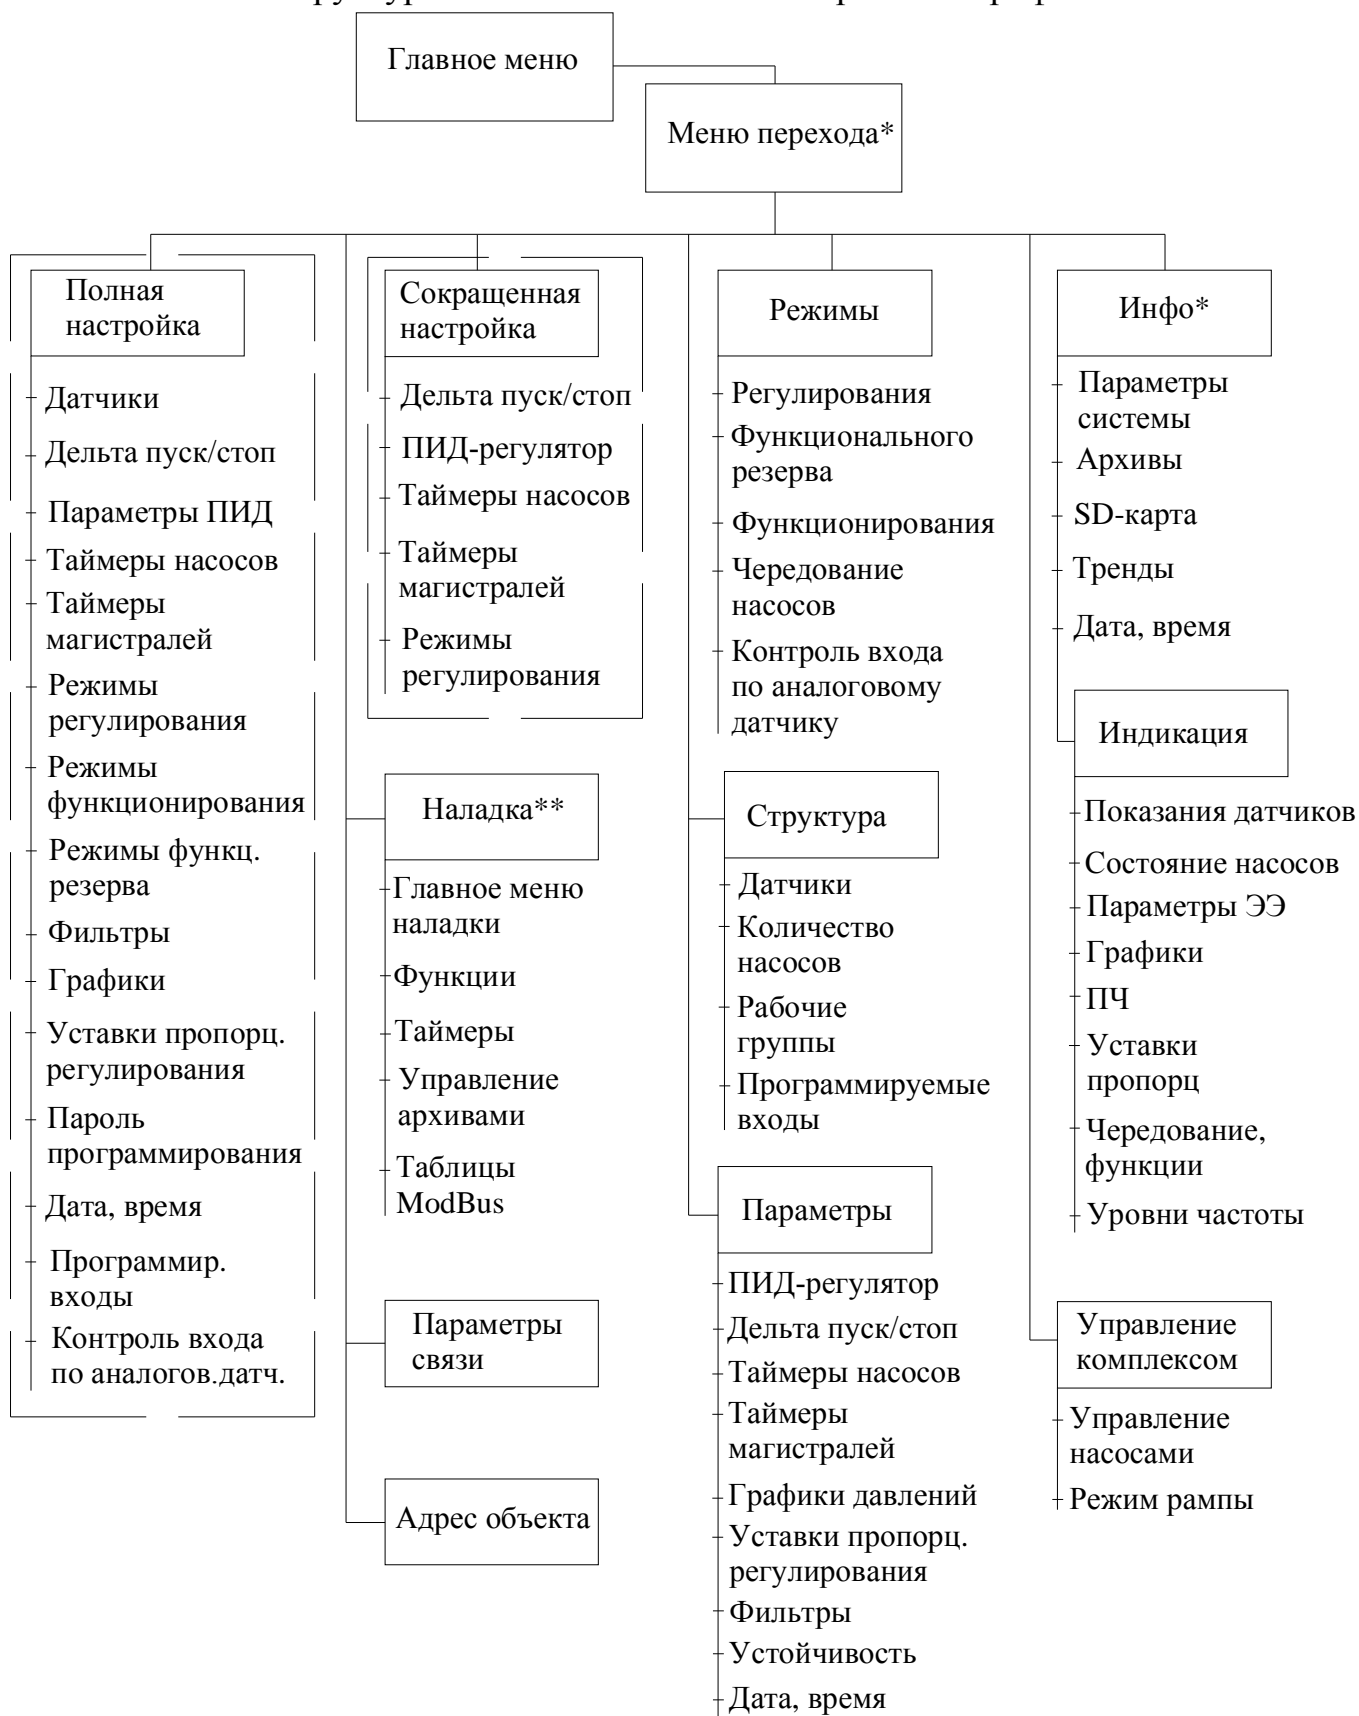 Главное меню
Меню перехода*
Полная
настройка
Датчики
Дельта пуск/стоп
Параметры ПИД
Таймеры насосов
Таймеры
магистралей
Режимы
регулирования
Режимы
функционирования
Режимы функц.
резерва
Фильтры
Графики
Уставки пропорц.
регулирования
Пароль
программирования
Дата, время
Программир.
входы
Контроль входа
по аналогов.датч.
Сокращенная
настройка
Дельта пуск/стоп
ПИД-регулятор
Таймеры насосов
Таймеры
магистралей
Режимы
регулирования
Наладка**
Главное меню
наладки
Функции
Таймеры
Управление
архивами
Таблицы
ModBus
Параметры
связи
Адрес объекта
Режимы
Регулирования
Функционального
резерва
Функционирования
Чередование
насосов
Контроль входа
по аналоговому
датчику
Структура
Датчики
Количество
насосов
Рабочие
группы
Программируемые
входы
Параметры
ПИД-регулятор
Дельта пуск/стоп
Таймеры насосов
Таймеры
магистралей
Графики давлений
Уставки пропорц.
регулирования
Фильтры
Устойчивость
Дата, время
Инфо*
Параметры
системы
Архивы
SD-карта
Тренды
Дата, время
Индикация
Показания датчиков
Состояние насосов
Параметры ЭЭ
Графики
ПЧ
Уставки
пропорц
Чередование,
функции
Уровни частоты
Управление
комплексом
Управление
насосами
Режим рампы